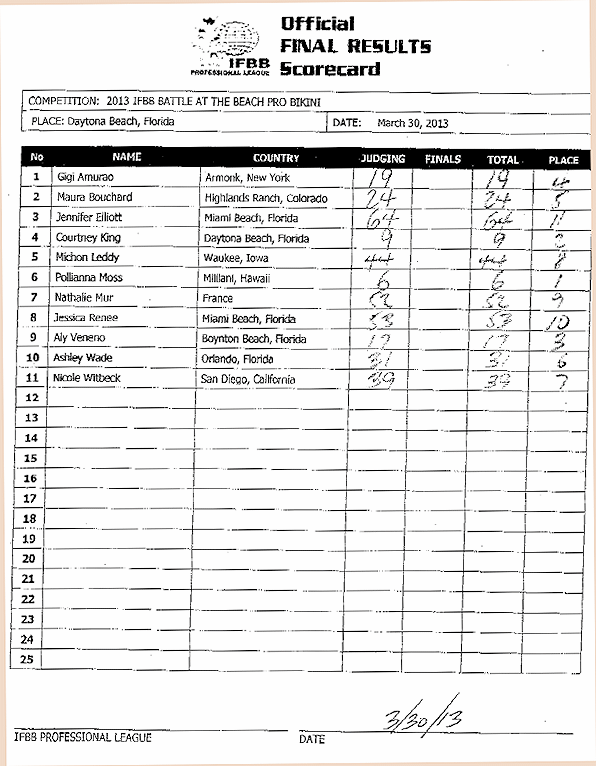 Official
FINAL RESULTS
Scorecard
IFBB
PROFESSIONAL LEAGUE
COMPETITION: 2013 IFBB BATTLE AT THE BEACH PRO BIKINI
PLACE: Daytona Beach, Florida DATE: March 30, 2013
No NAME COUNTRY JUDGING FINALS TOTAL PLACE
1 Gigi Amurao Armonk, New York 19 19 4
2 Maura Bouchard Highlands Ranch, Colorado 24 24 5
3 Jennifer Elliott Miami Beach, Florida 64 64 11
4 Courtney King Daytona Beach, Florida 9 9 2
5 Michon Leddy Waukee, Iowa 44 44 8
6 Pollianna Moss Mililani, Hawaii 6 6 1
7 Nathalie Mur France 52 52 9
8 Jessica Renee Miami Beach, Florida 53 53 10
9 Aly Veneno Boynton Beach, Florida 17 17 3
10 Ashley Wade Orlando, Florida 31 31 6
11 Nicole Witbeck San Diego, California 39 39 7
12
13
14
15
16
17
18
19
20
21
22
23
24
25
3/30/13
IFBB PROFESSIONAL LEAGUE DATE